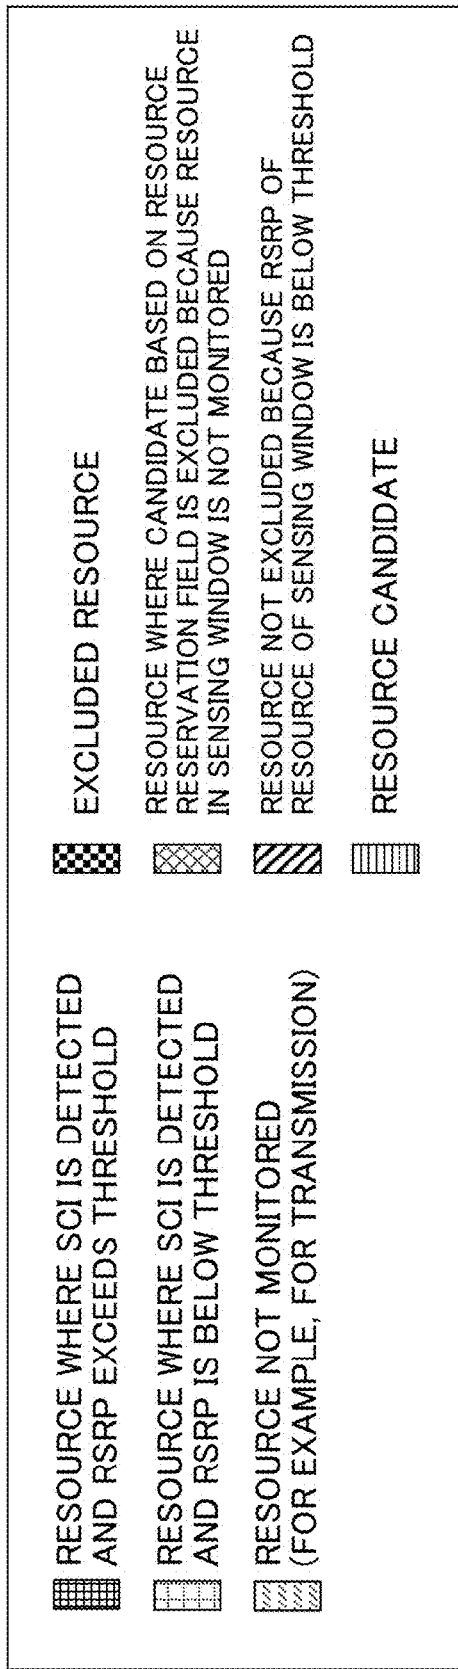 RESOURCE WHERE SCI IS DETECTED
AND RSRP EXCEEDS THRESHOLD
RESOURCE WHERE SCI IS DETECTED
AND RSRP IS BELOW THRESHOLD
RESOURCE NOT MONITORED
(FOR EXAMPLE, FOR TRANSMISSION)
EXCLUDED RESOURCE
RESOURCE WHERE CANDIDATE BASED ON RESOURCE
RESERVATION FIELD IS EXCLUDED BECAUSE RESOURCE
IN SENSING WINDOW IS NOT MONITORED
RESOURCE NOT EXCLUDED BECAUSE RSRP OF
RESOURCE OF SENSING WINDOW IS BELOW THRESHOLD
RESOURCE CANDIDATE